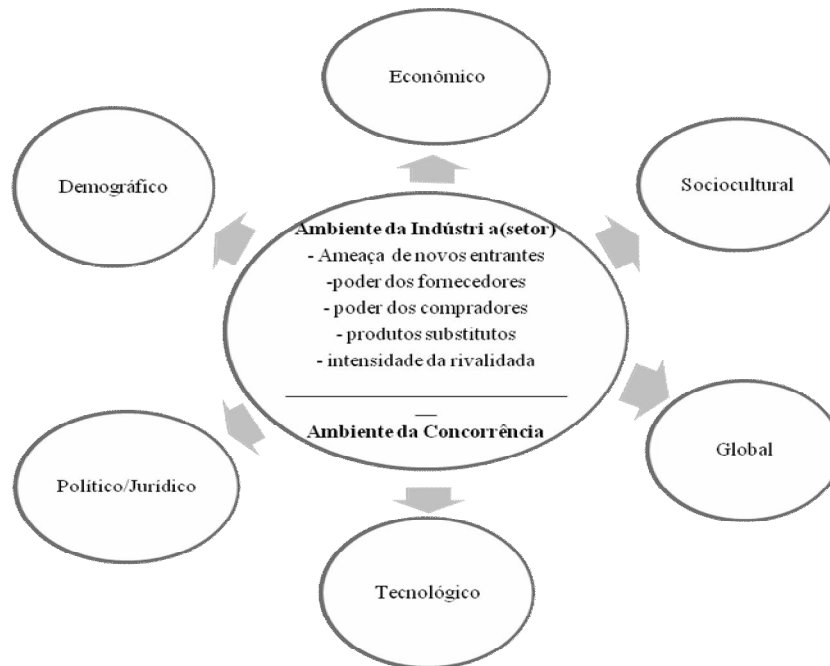 Econômico
Demográfico
Sociocultural
Ambiente da Indústri a(setor)
- Ameaça de novos entrantes
-poder dos fornecedores
- poder dos compradores
- produtos substitutos
- intensidade da rivalidada
Ambiente da Concorrência
Global
Político/Jurídico
Tecnológico